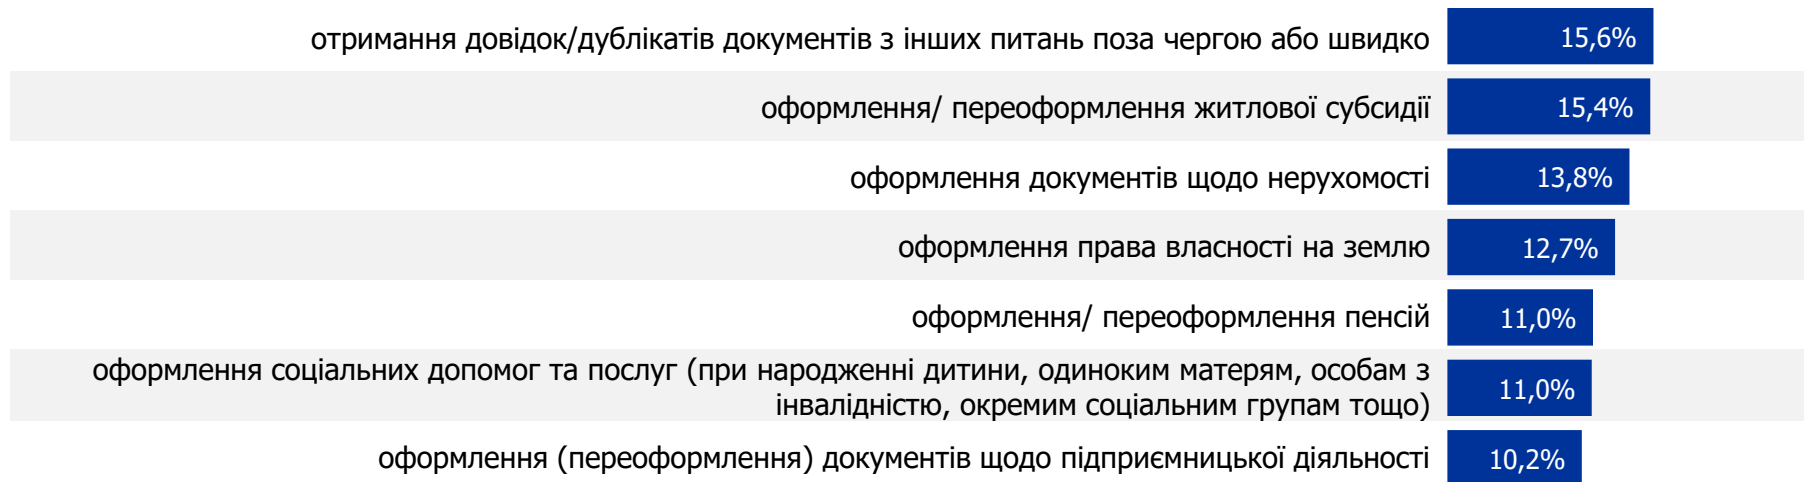 отримання довідок/дублікатів документів з інших питань поза чергою або швидко 15,6%
оформлення/ переоформлення житлової субсидії 15,4%
оформлення документів щодо нерухомості 13,8%
оформлення права власності на землю 12,7%
оформлення/ переоформлення пенсій 11,0%
оформлення соціальних допомог та послуг (при народженні дитини, одиноким матерям, особам з
інвалідністю, окремим соціальним групам тощо) 11,0%
оформлення (переоформлення) документів щодо підприємницької діяльності 10,2%